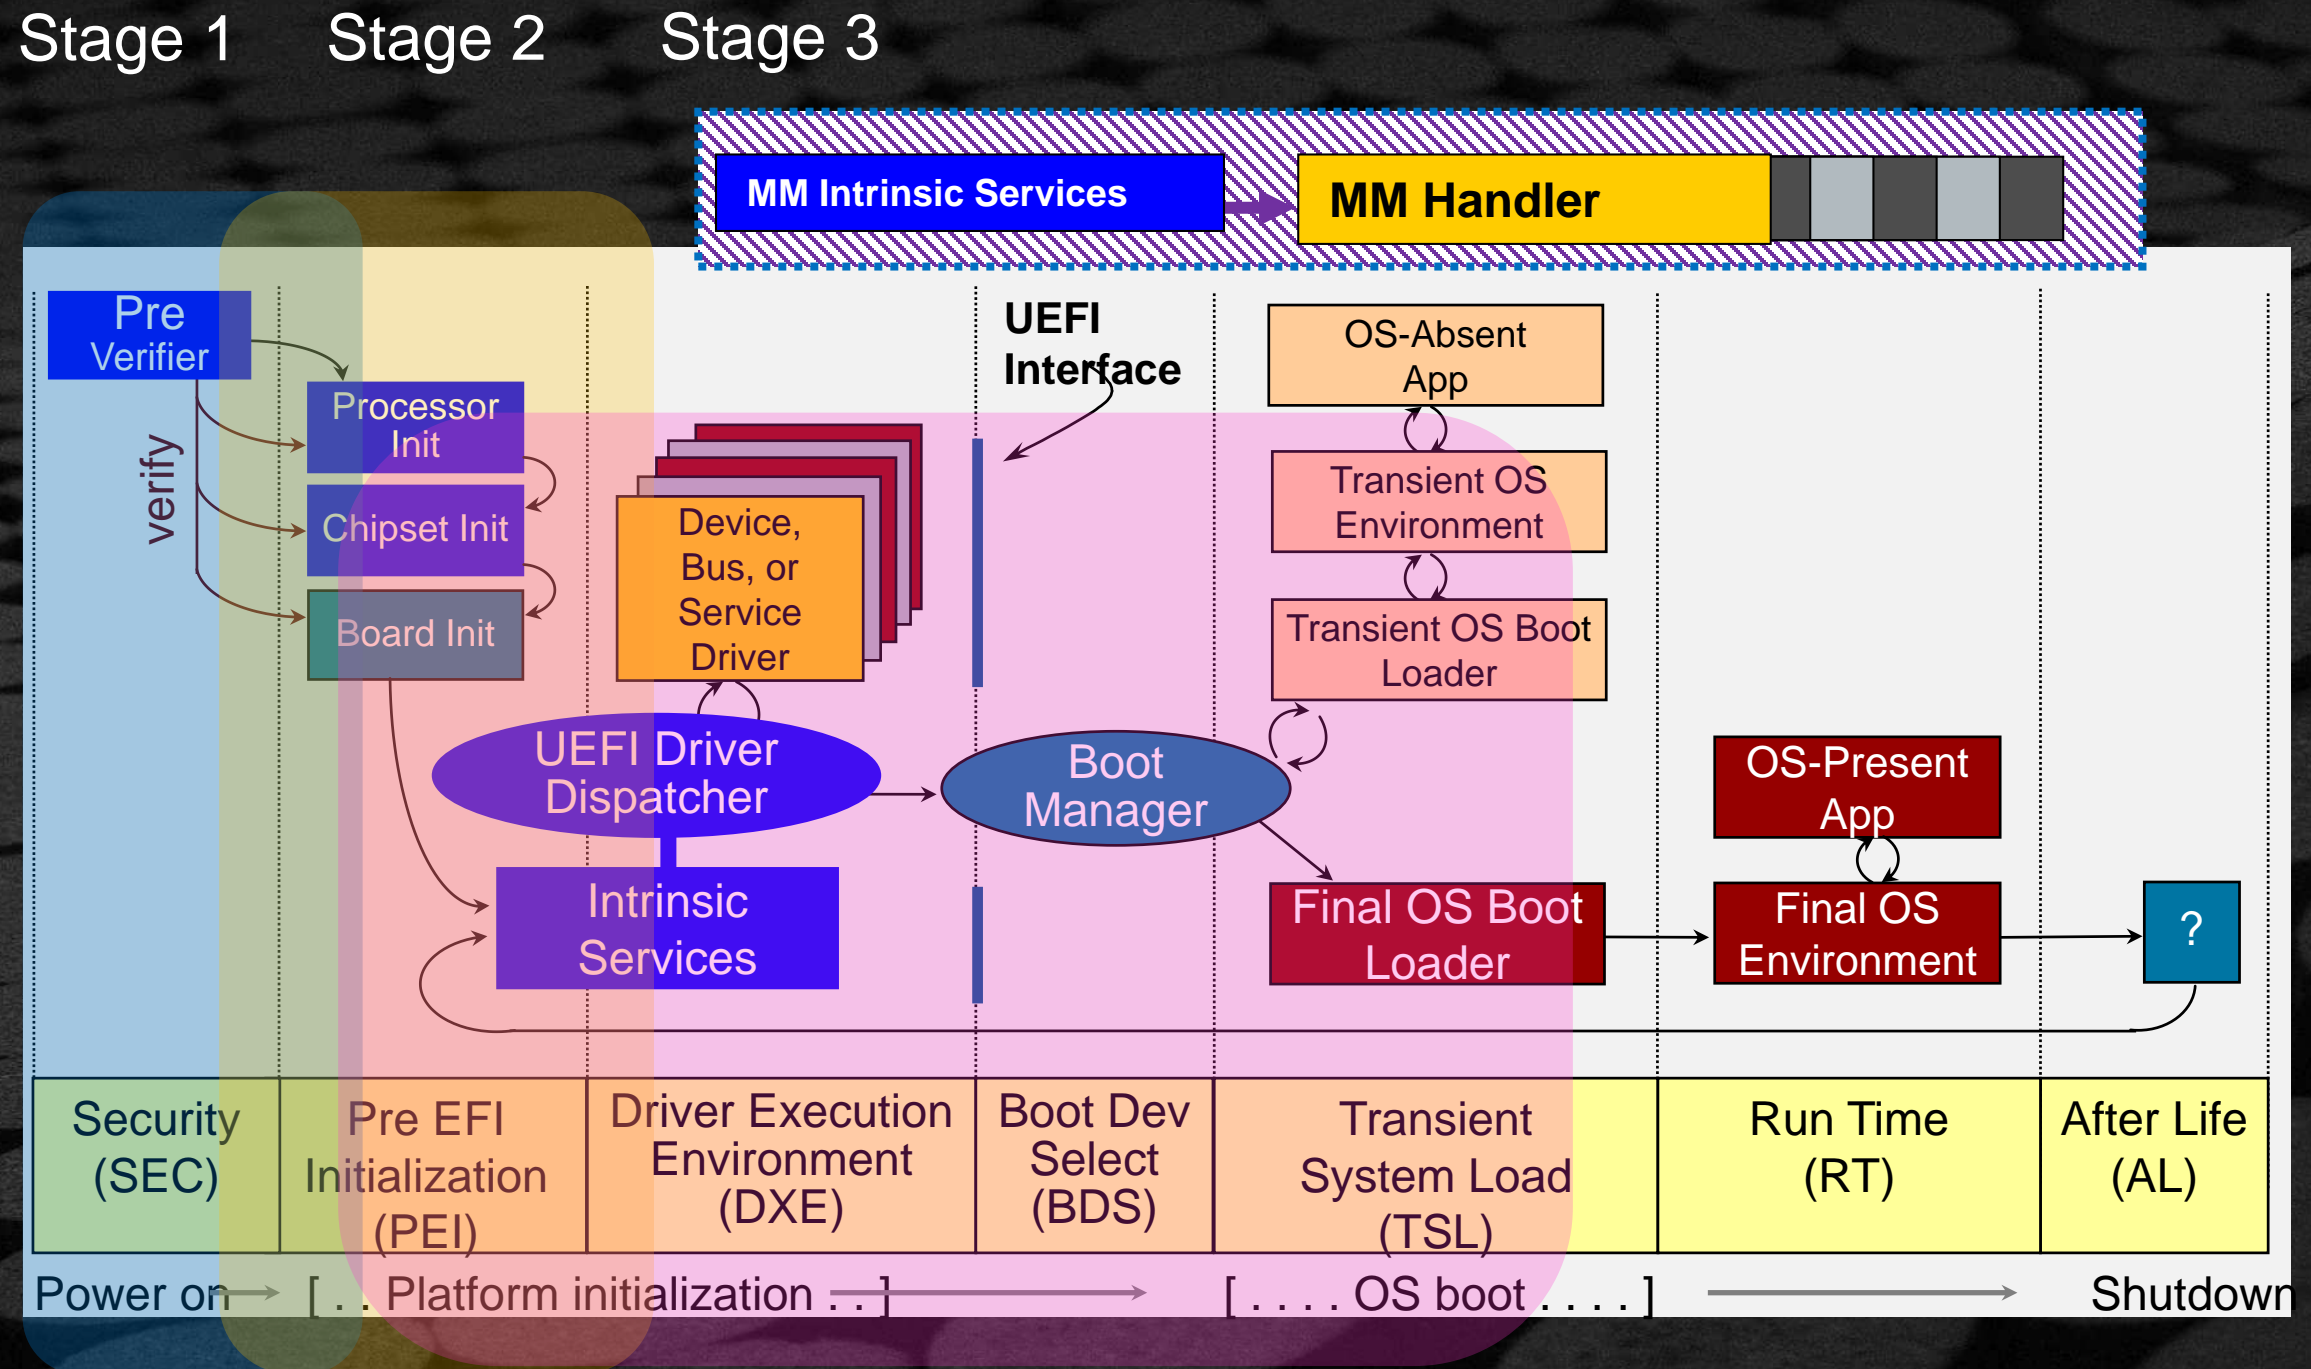 Stage 1
Stage 2
Stage 3
MM Intrinsic Services
MM Handler
Pre
Verifier
verify
Processor
Init
Chipset Init
Board Init
Device,
Bus, or
Service
Driver
UEFI Driver
Dispatcher
Intrinsic
Services
UEFI
Interface
Boot
Manager
OS-Absent
App
Transient OS
Environment
Transient OS Boot
Loader
Final OS Boot
Loader
OS-Present
App
Final OS
Environment
?
Security
(SEC)
Pre EFI
Initialization
(PEI)
Driver Execution
Environment
(DXE)
Boot Dev
Select
(BDS)
Transient
System Load
(TSL)
Run Time
(RT)
After Life
(AL)
Power on
[ . . Platform initialization . . ]
[ . . . . OS boot . . . . ]
Shutdown